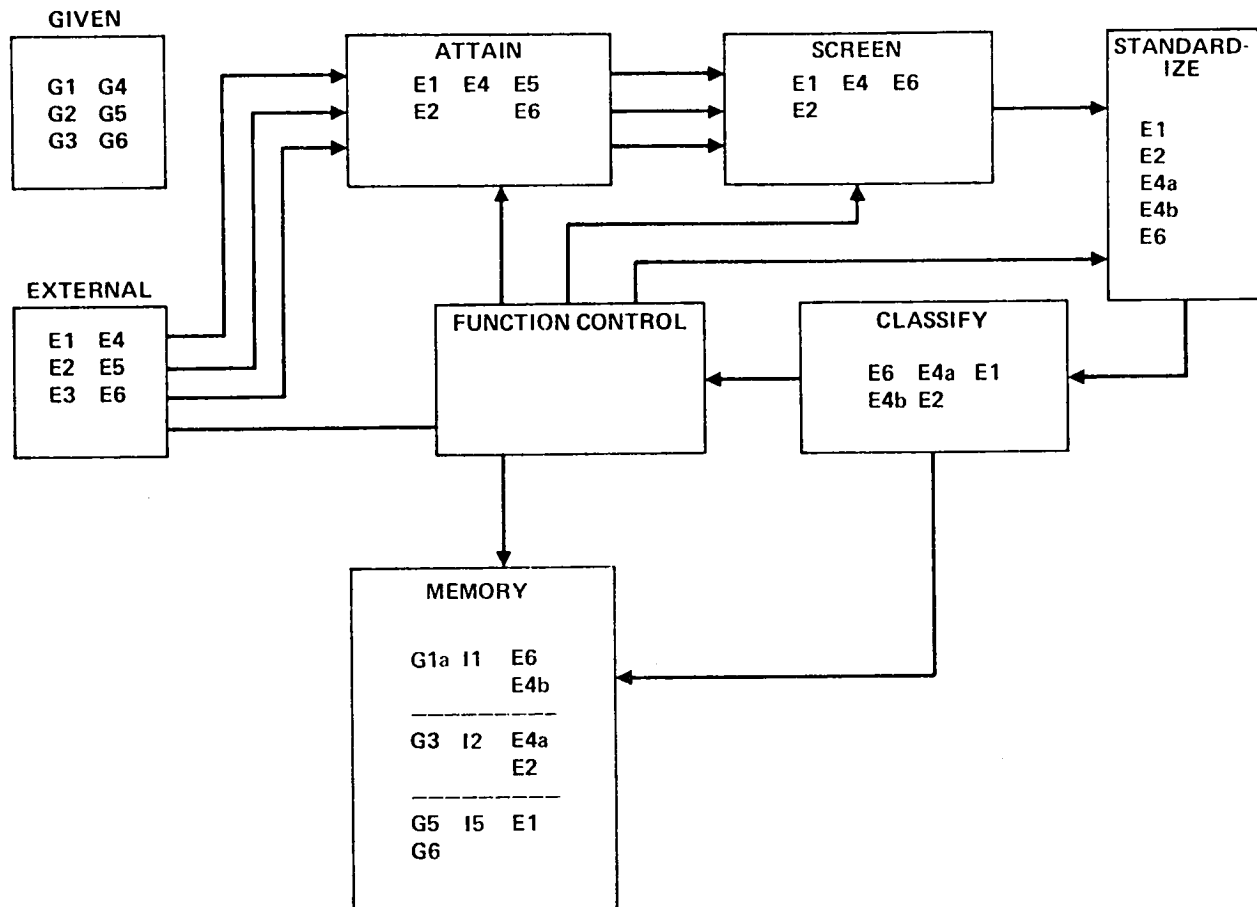 GIVEN
G1 G4
G2 G5
G3 G6
ATTAIN
E1 E4 E5
E2 E6
SCREEN
E1 E4 E6
E2
STANDARD-
IZE
E1
E2
E4a
E4b
E6
EXTERNAL
E1 E4
E2 E5
E3 E6
FUNCTION CONTROL
CLASSIFY
E6 E4a E1
E4b E2
MEMORY
G1a I1 E6
E4b
G3 I2 E4a
E2
G5 I5 E1
G6